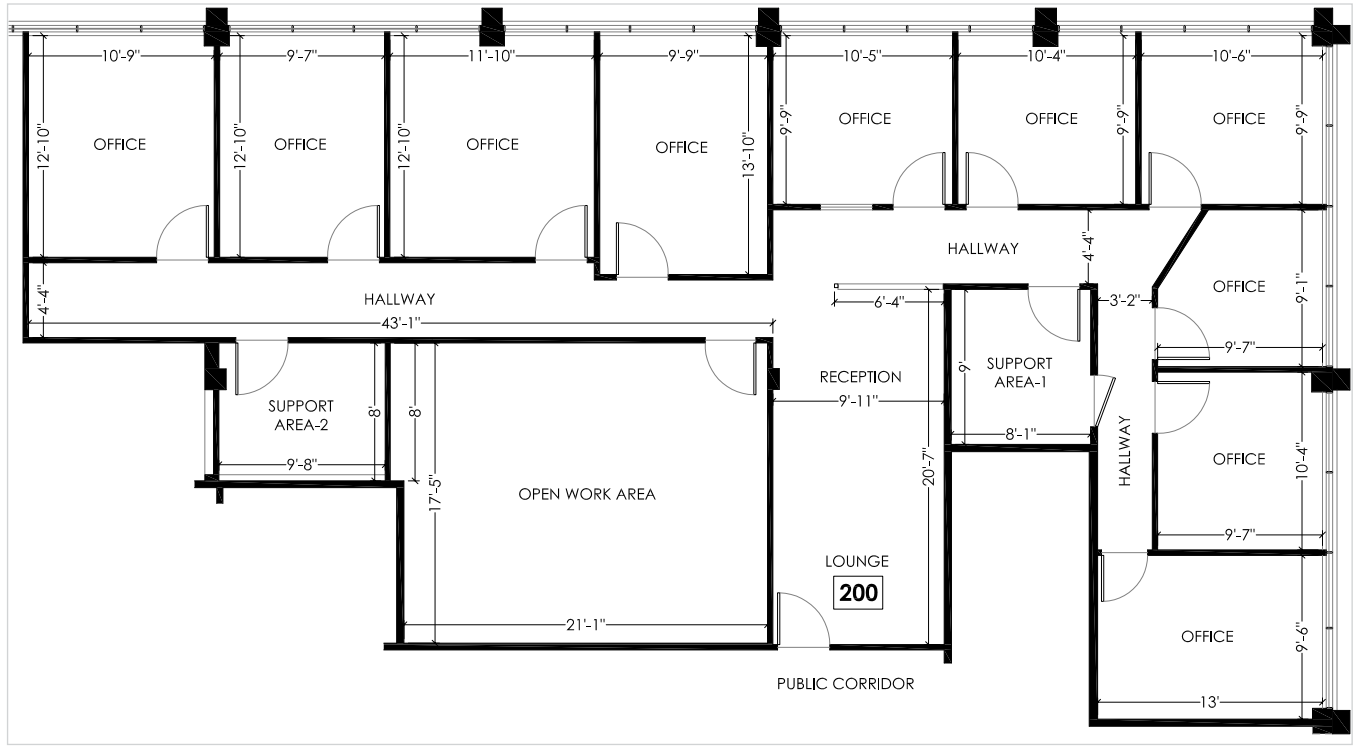 10'-9"
9'-7"
11'-10"
9'-9"
10'-5"
10'-4"
10'-6"
12'-10"
OFFICE
12'-10"
OFFICE
12'-10"
OFFICE
OFFICE
13'-10"
9'-9"
OFFICE
OFFICE
9'-9"
OFFICE
9'-9"
HALLWAY
4'-4"
4'-4"
HALLWAY
43'-1"
6'-4"
3'-2"
OFFICE
9'-1"
9'-7"
SUPPORT
AREA-2
8'
9'-8"
8'
17'-5"
OPEN WORK AREA
21'-1"
RECEPTION
9'-11"
20'-7"
9'
SUPPORT
AREA-1
8'-1"
HALLWAY
OFFICE
10'-4"
9'-7"
LOUNGE
200
OFFICE
9'-6"
13'
PUBLIC CORRIDOR